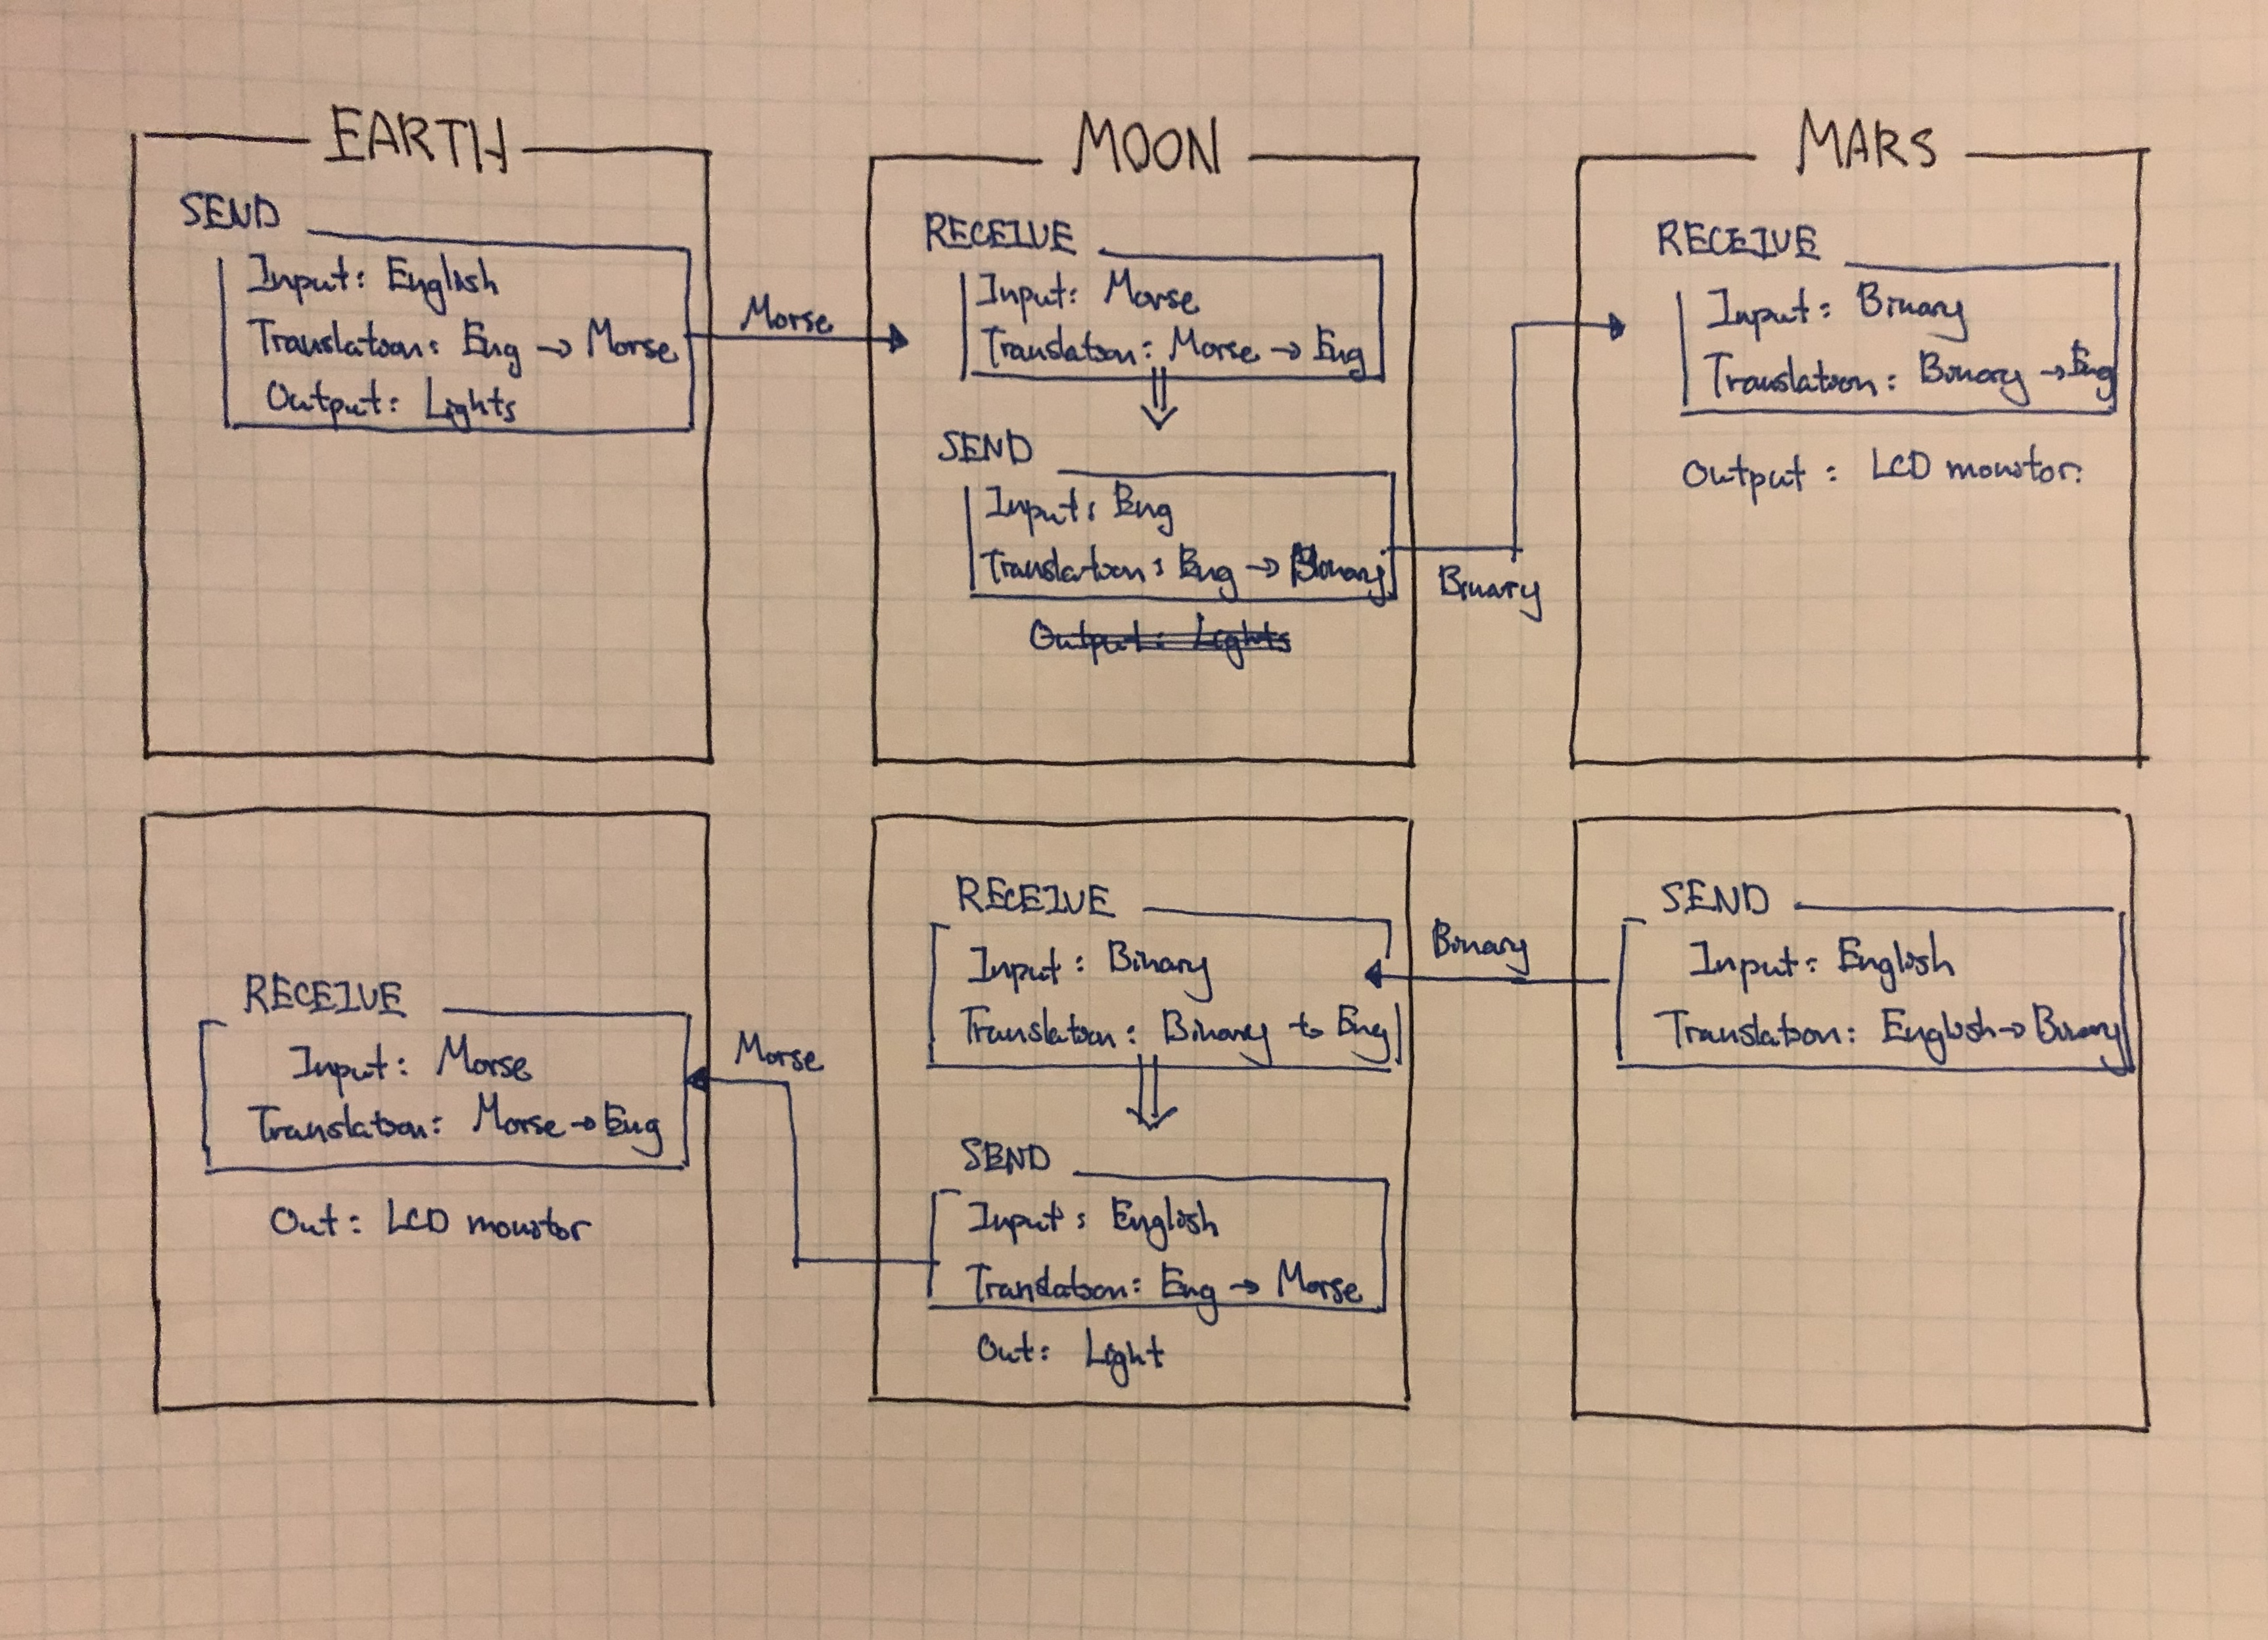 EARTH
SEND
Input: English
Translation: Eng → Morse
Output: Lights
Morse
MOON
RECEIVE
Input: Morse
Translation: Morse → Eng
SEND
Input: Eng
Translation: Eng → Binary
Output: Lights
Binary
MARS
RECEIVE
Input: Binary
Translation: Binary → Eng
Output: LCD monitor.
RECEIVE
Input: Morse
Translation: Morse → Eng
Out: LCD monitor
Morse
RECEIVE
Input: Binary
Translation: Binary to Eng
SEND
Input: English
Translation: Eng → Morse
Out: Light
Binary
SEND
Input: English
Translation: English → Binary